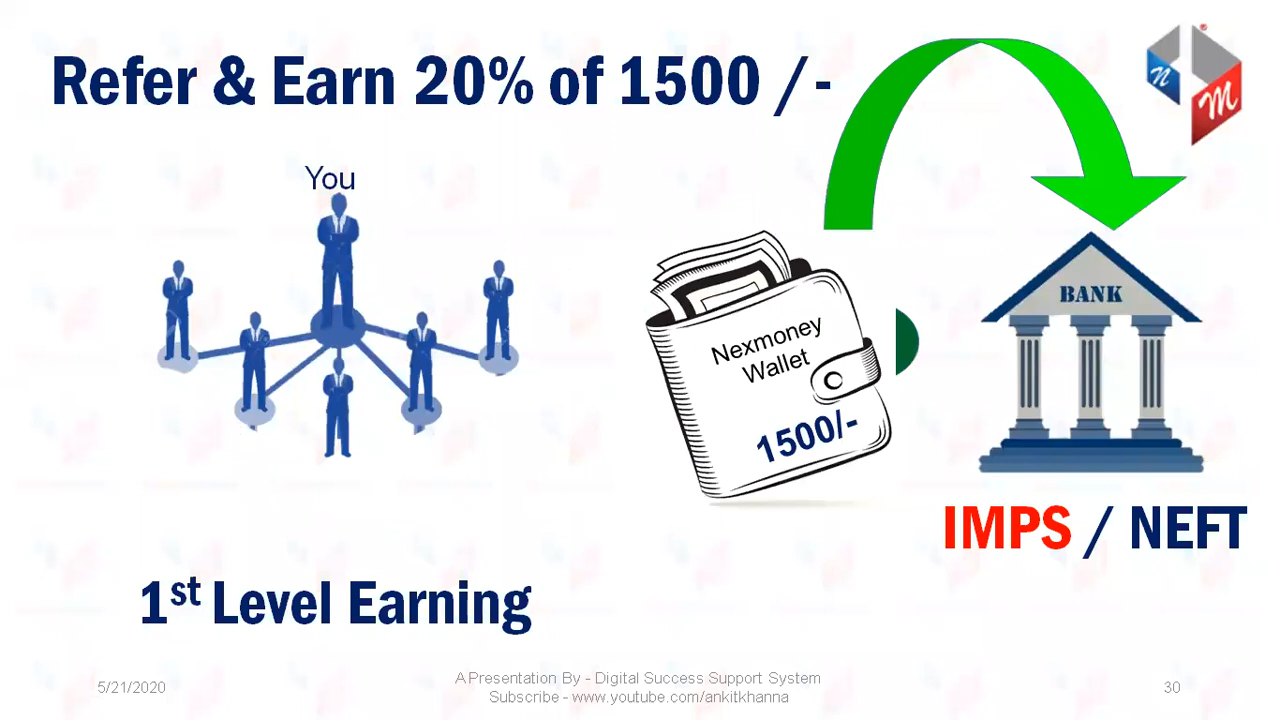 Refer & Earn 20% of 1500 /-
n
M
You
BANK
Nexmoney
Wallet
1500/-
IMPS / NEFT
1st Level Earning
A Presentation By - Digital Success Support System
5/21/2020
Subscribe - www.youtube.com/ankitkhanna
30